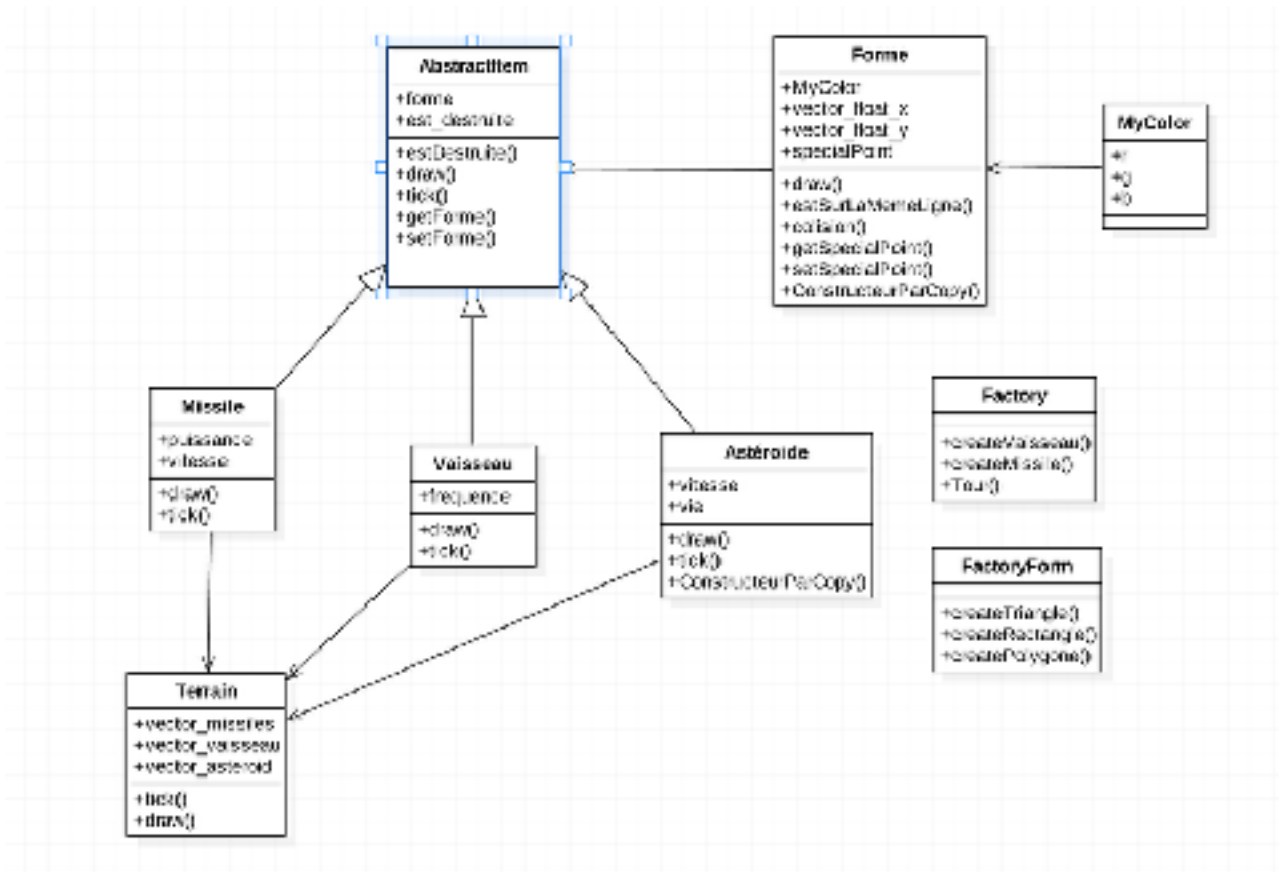 AbstractItem
+forme
+est_destruite
+estDestruite()
+draw()
+tick()
+getForme()
+setForme()
Forme
+MyColor
+vector_float_x
+vector_float_y
+specialPoint
+draw()
+estSurLaMemeLigne()
+colision()
+getSpecialPoint()
+setSpecialPoint()
+ConstructeurParCopy()
MyColor
+r
+g
+b
Missile
+puissance
+vitesse
+draw()
+tick()
Vaisseau
+frequence
+draw()
+tick()
Astéroide
+vitesse
+vie
+draw()
+tick()
+ConstructeurParCopy()
Factory
+createVaisseau()
+createMissile()
FactoryForm
+createTriangle()
+createRectangle()
+createPolygone()
Terrain
+vector_missiles
+vector_vaisseau
+vector_asteroid
+tick()
+draw()